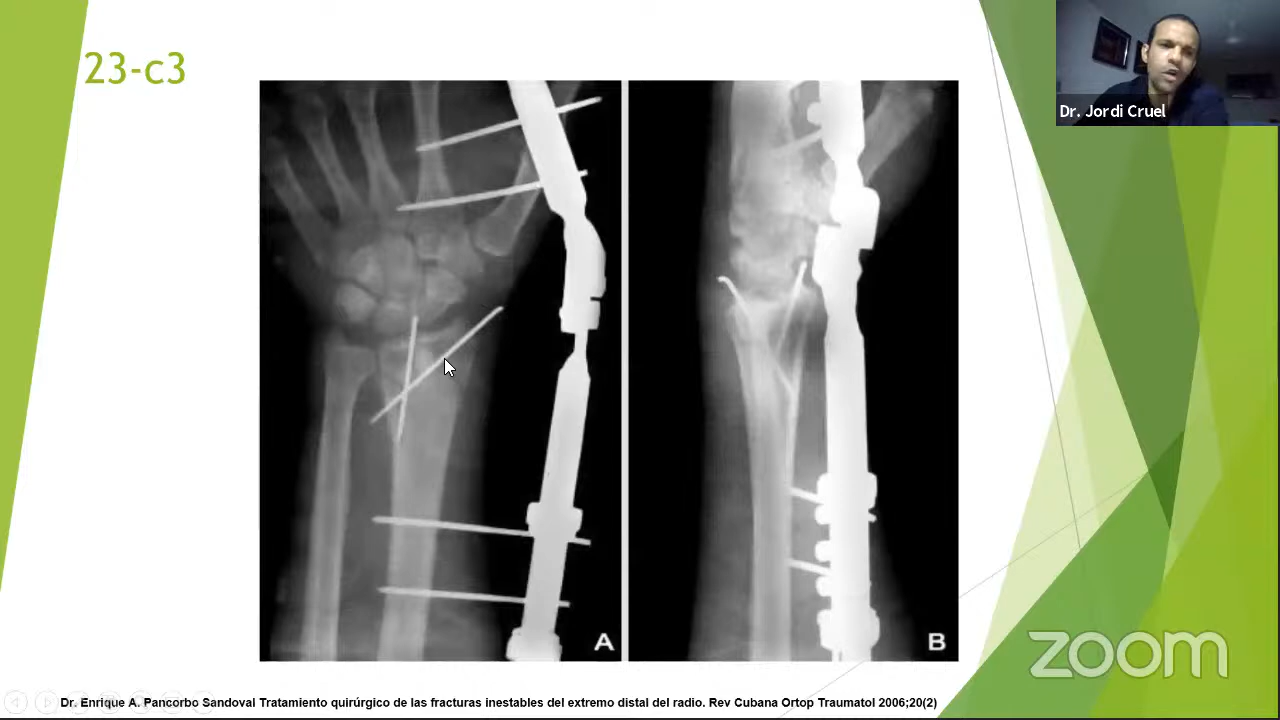 23-c3
Dr. Jordi Cruel
A
B
zoom
Dr. Enrique A. Pancorbo Sandoval Tratamiento quirúrgico de las fracturas inestables del extremo distal del radio. Rev Cubana Ortop Traumatol 2006;20(2)